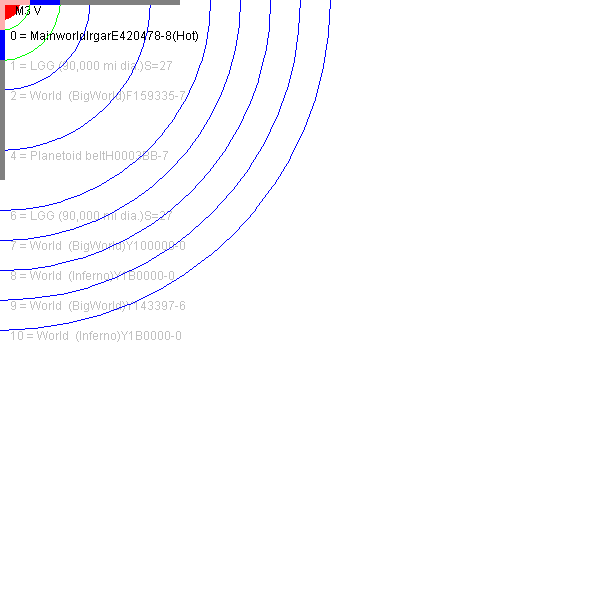 M3 V
0 = MainworldIrgarE420478-8(Hot)
1 = LGG (90,000 mi dia.)S=27
2 = World  (BigWorld)F159335-7
4 = Planetoid beltH0002BB-7
6 = LGG (90,000 mi dia.)S=27
7 = World  (BigWorld)Y100000-0
8 = World  (Inferno)Y1B0000-0
9 = World  (BigWorld)Y143397-6
10 = World  (Inferno)Y1B0000-0